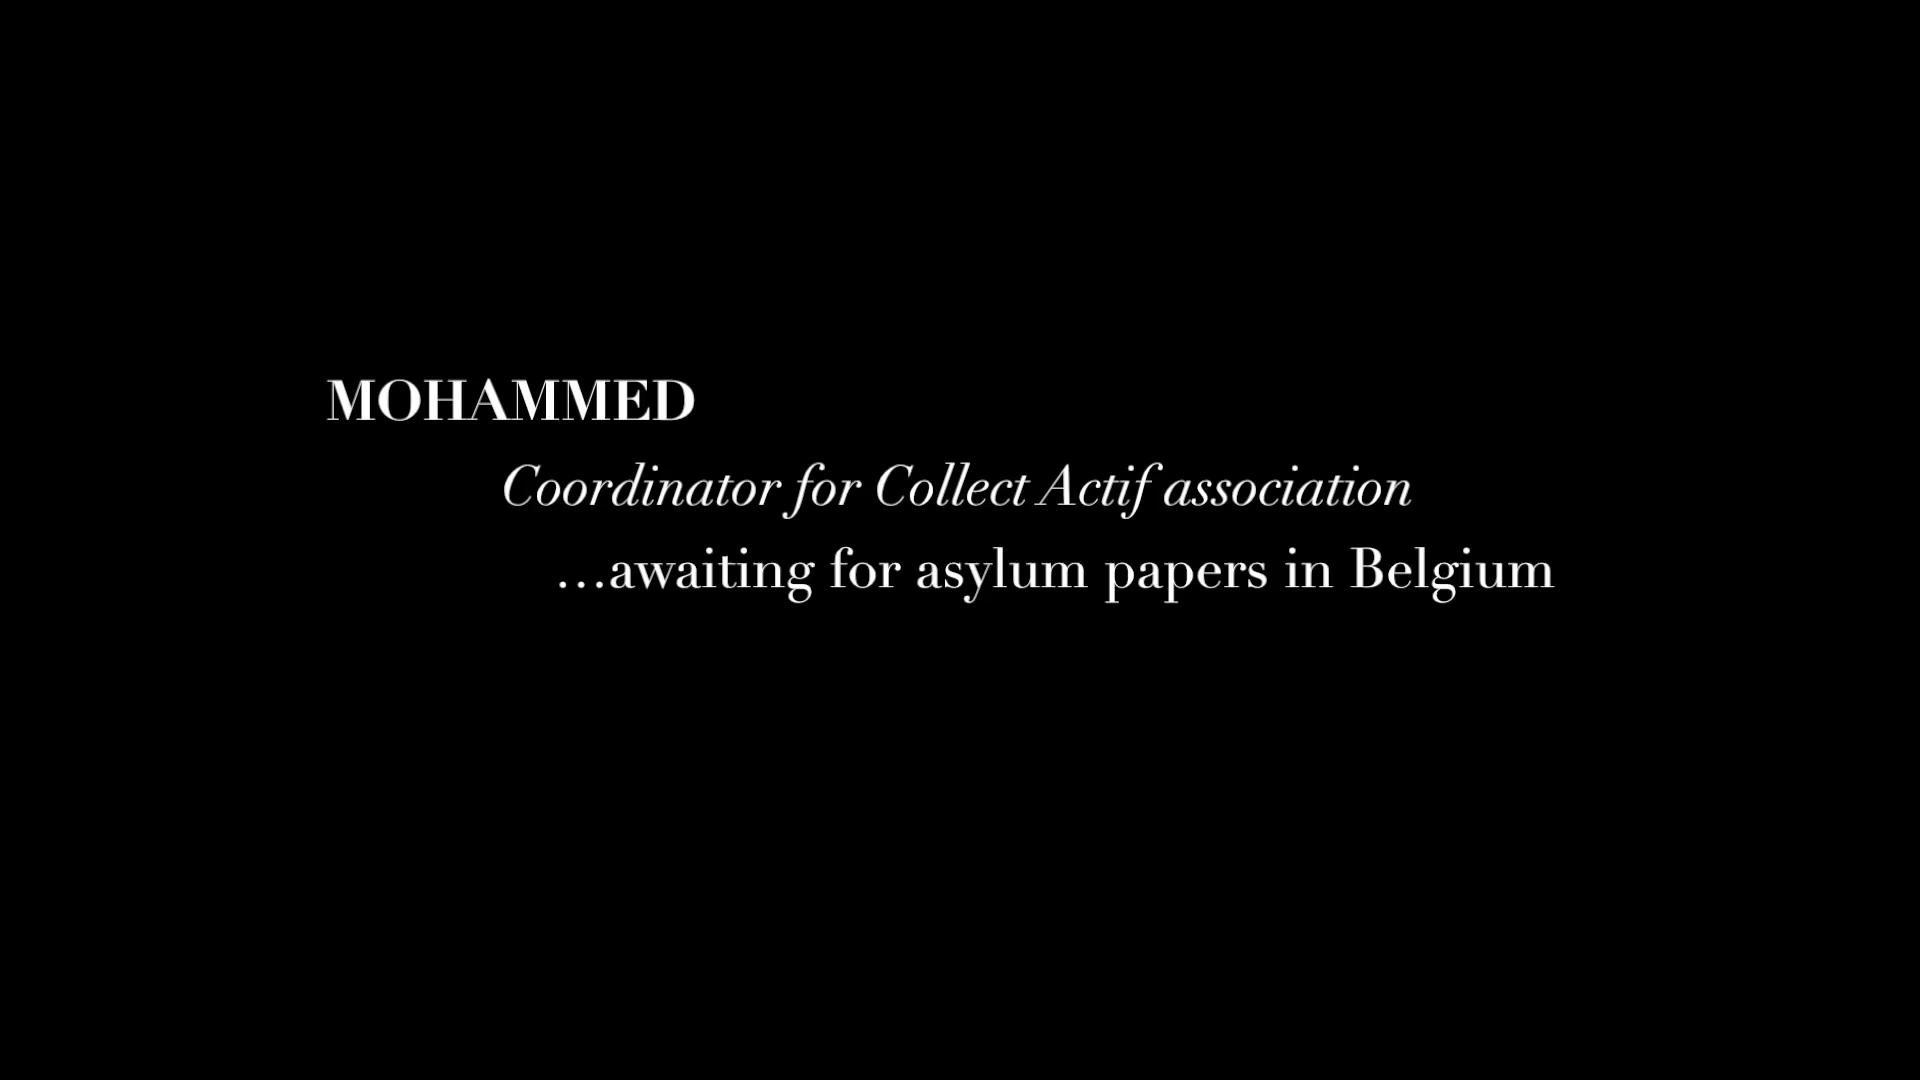 MOHAMMED
Coordinator for Collect Actif association
...awaiting for asylum papers in Belgium